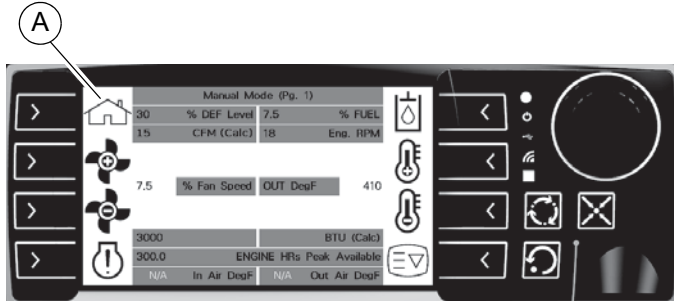 A
Manual Mode (Pg. 1)
30 % DEF Level 7.5 % FUEL
15 CFM (Calc) 18 Eng. RPM
7.5 % Fan Speed OUT DegF 410
3000 BTU (Calc)
300.0 ENGINE HRs Peak Available
N/A In Air DegF N/A Out Air DegF